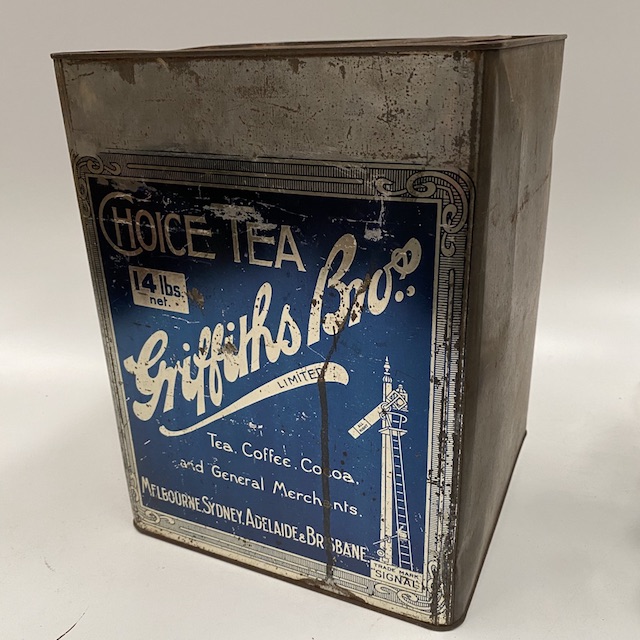 CHOICE TEA
14 lbs.
net.
Griffiths Bros.
LIMITED
Tea, Coffee, Cocoa,
and General Merchants.
MELBOURNE, SYDNEY, ADELAIDE & BRISBANE
TRADE MARK
SIGNAL